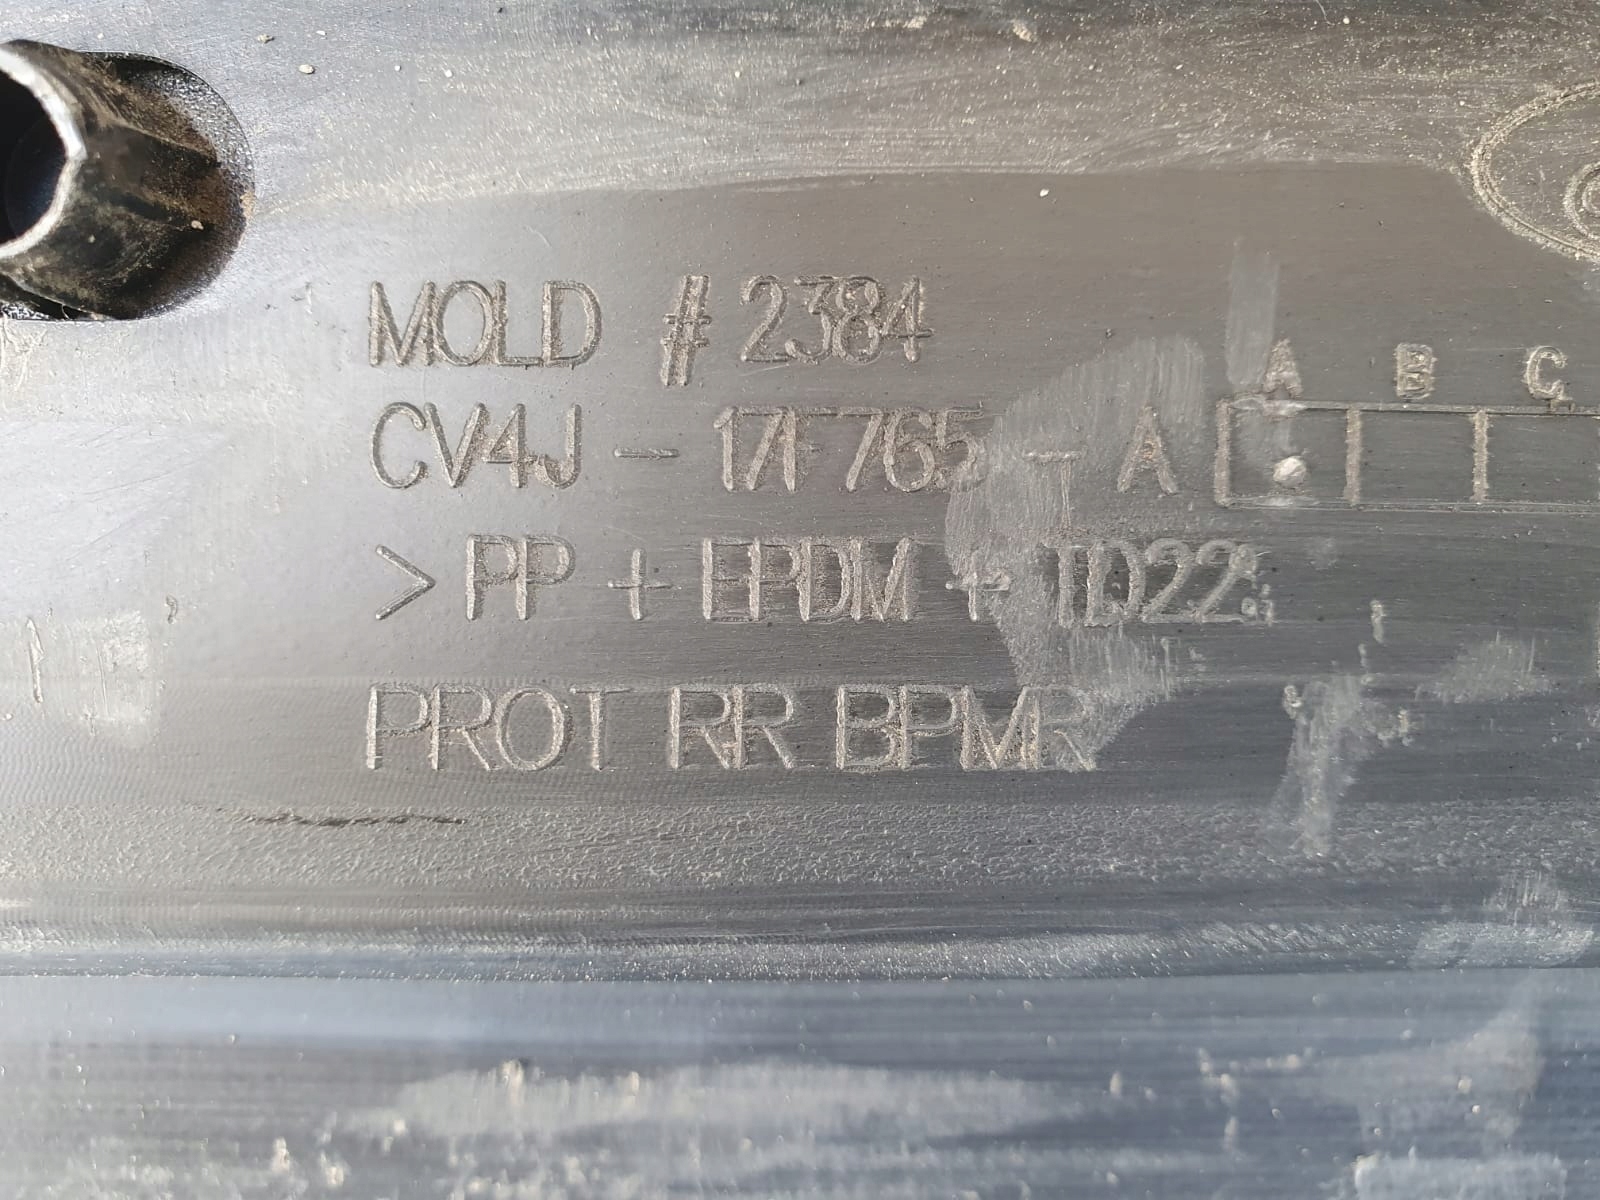 MOLD # 2384
A B C
CV4J - 17F765 - A
>PP + EPDM + TD22%
PROT RR BPMR